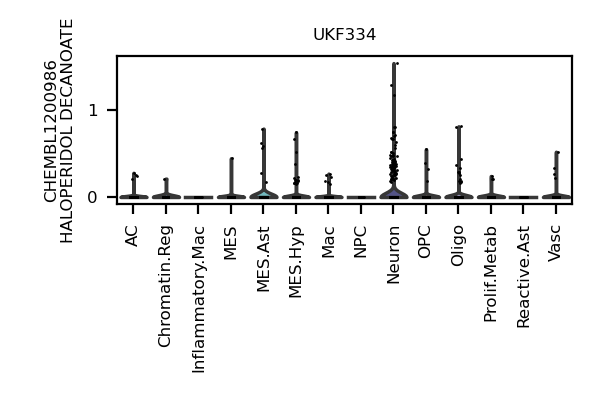 UKF334
CHEMBL1200986
HALOPERIDOL DECANOATE
1
0
AC
Chromatin.Reg
Inflammatory.Mac
MES
MES.Ast
MES.Hyp
Mac
NPC
Neuron
OPC
Oligo
Prolif.Metab
Reactive.Ast
Vasc